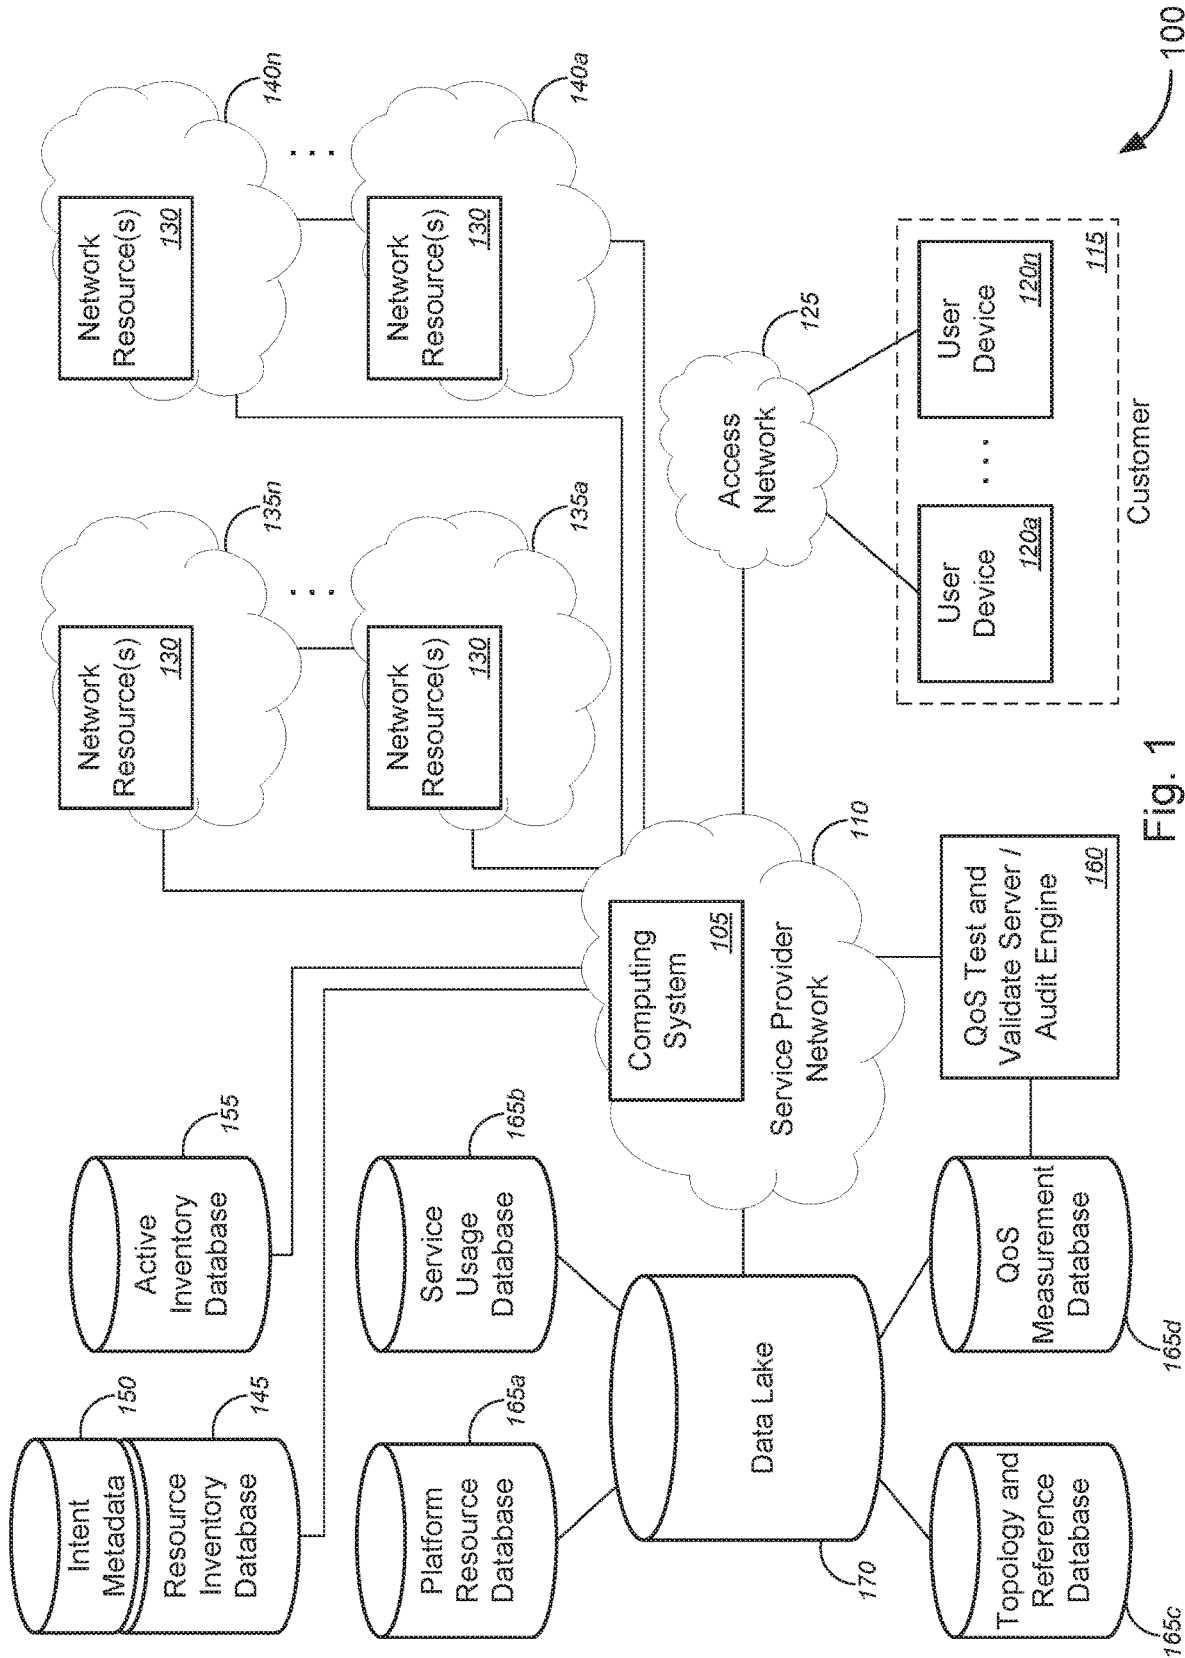 Intent
Metadata
150
Resource
Inventory
Database
145
Active
Inventory
Database
155
Network
Resource(s)
130
135n
Network
Resource(s)
130
140n
. . .
. . .
Platform
Resource
Database
165a
Service
Usage
Database
165b
Network
Resource(s)
130
135a
Network
Resource(s)
130
140a
Data Lake
170
Computing
System
105
Service Provider
Network
110
Access
Network
125
Topology and
Reference
Database
165c
QoS
Measurement
Database
165d
QoS Test and
Validate Server /
Audit Engine
160
User
Device
120a
. . .
User
Device
120n
115
Customer
100
Fig. 1